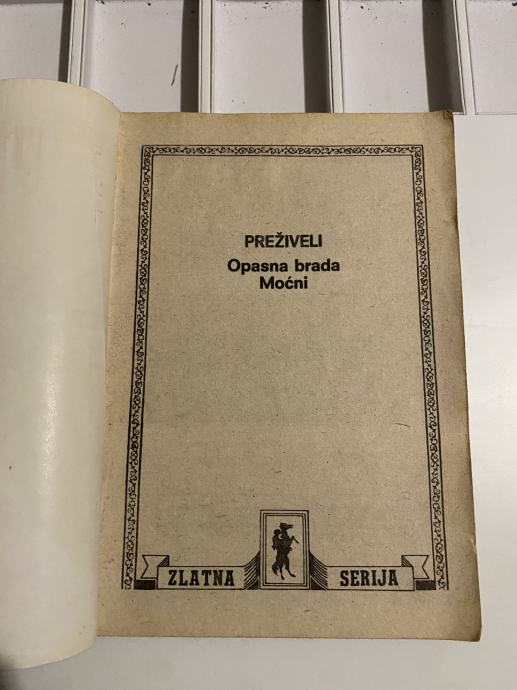 PREŽIVELI
Opasna brada
Moćni
ZLATNA SERIJA